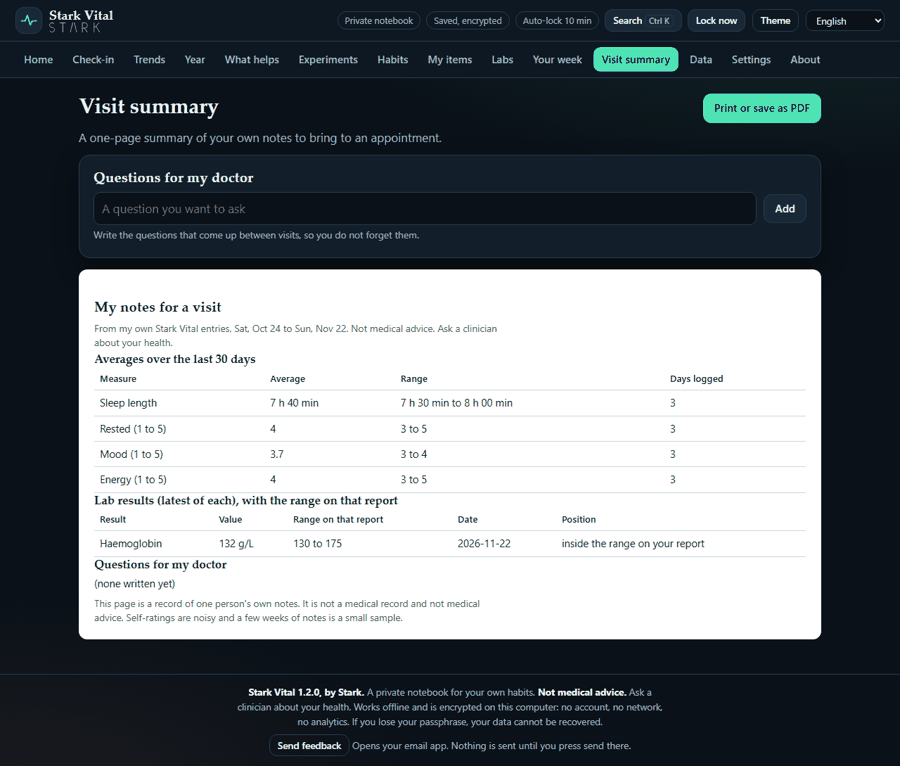 Stark Vital
STARK
Private notebook
Saved, encrypted
Auto-lock 10 min
Search Ctrl K
Lock now
Theme
English
Home Check-in Trends Year What helps Experiments Habits My items Labs Your week Visit summary Data Settings About
Visit summary
Print or save as PDF
A one-page summary of your own notes to bring to an appointment.
Questions for my doctor
A question you want to ask
Add
Write the questions that come up between visits, so you do not forget them.
My notes for a visit
From my own Stark Vital entries, Sat, Oct 24 to Sun, Nov 22. Not medical advice. Ask a clinician
about your health.
Averages over the last 30 days
Measure Average Range Days logged
Sleep length 7 h 40 min 7 h 30 min to 8 h 00 min 3
Rested (1 to 5) 4 3 to 5 3
Mood (1 to 5) 3.7 3 to 4 3
Energy (1 to 5) 4 3 to 5 3
Lab results (latest of each), with the range on that report
Result Value Range on that report Date Position
Haemoglobin 132 g/L 130 to 175 2026-11-22 inside the range on your report
Questions for my doctor
(none written yet)
This page is a record of one person's own notes. It is not a medical record and not medical
advice. Self-ratings are noisy and a few weeks of notes is a small sample.
Stark Vital 1.2.0, by Stark. A private notebook for your own habits. Not medical advice. Ask a
clinician about your health. Works offline and is encrypted on this computer: no account, no network,
no analytics. If you lose your passphrase, your data cannot be recovered.
Send feedback Opens your email app. Nothing is sent until you press send there.